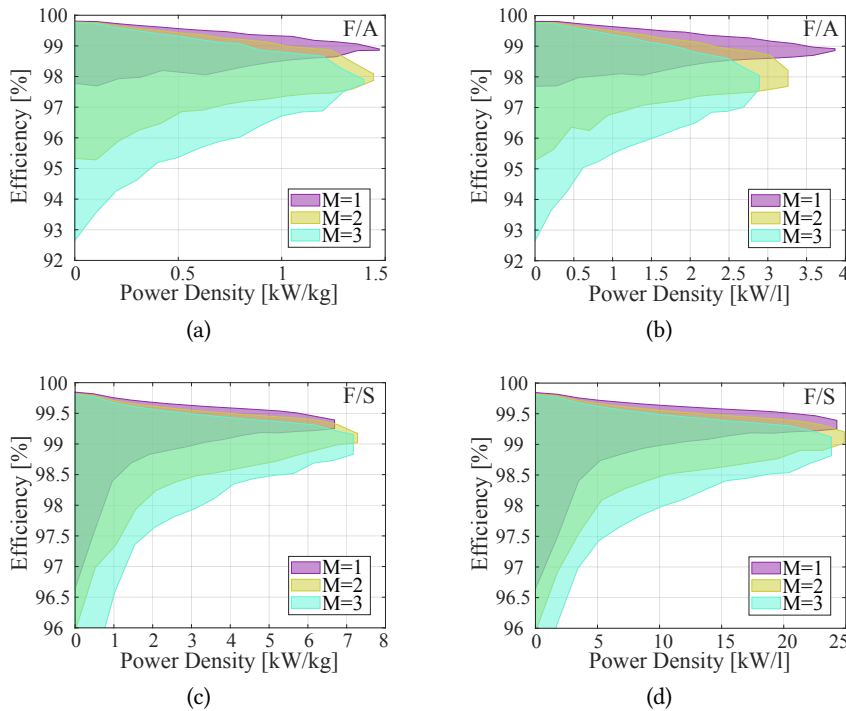 F/A
100
99
98
97
96
95
94
93
92
Efficiency [%]
0 0.5 1 1.5
Power Density [kW/kg]
M=1
M=2
M=3
(a)
F/A
100
99
98
97
96
95
94
93
92
Efficiency [%]
0 0.5 1 1.5 2 2.5 3 3.5 4
Power Density [kW/l]
M=1
M=2
M=3
(b)
F/S
100
99.5
99
98.5
98
97.5
97
96.5
96
Efficiency [%]
0 1 2 3 4 5 6 7 8
Power Density [kW/kg]
M=1
M=2
M=3
(c)
F/S
100
99.5
99
98.5
98
97.5
97
96.5
96
Efficiency [%]
0 5 10 15 20 25
Power Density [kW/l]
M=1
M=2
M=3
(d)